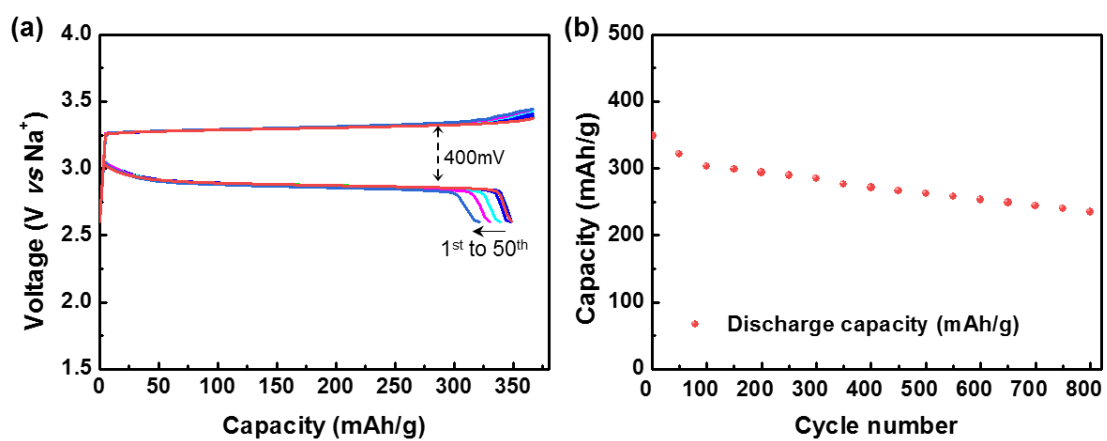 (a)
4.0
3.5
3.0
2.5
2.0
1.5
Voltage (V vs Na⁺)
400mV
1ˢᵗ to 50ᵗʰ
0 50 100 150 200 250 300 350
Capacity (mAh/g)
(b)
500
400
300
200
100
0
Capacity (mAh/g)
Discharge capacity (mAh/g)
0 100 200 300 400 500 600 700 800
Cycle number